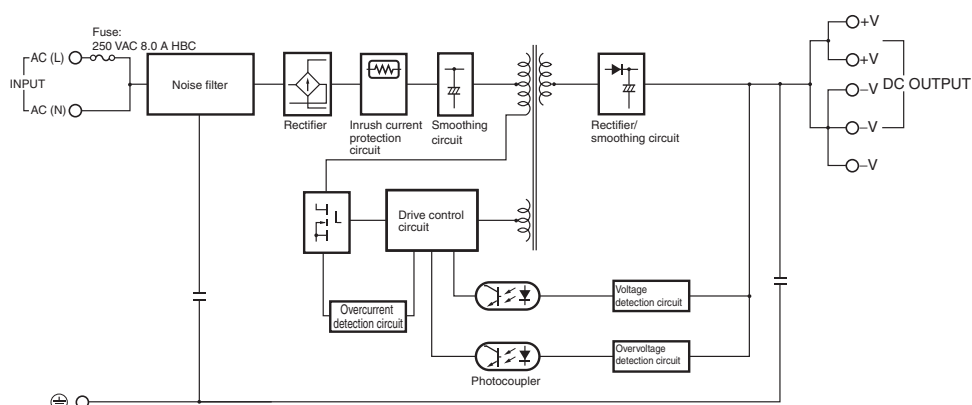 Fuse:
250 VAC 8.0 A HBC
AC (L)
INPUT
AC (N)
Noise filter
Rectifier
Inrush current
protection
circuit
Smoothing
circuit
Rectifier/
smoothing circuit
+V
+V
–V
–V
–V
DC OUTPUT
Drive control
circuit
Overcurrent
detection circuit
Voltage
detection circuit
Overvoltage
detection circuit
Photocoupler